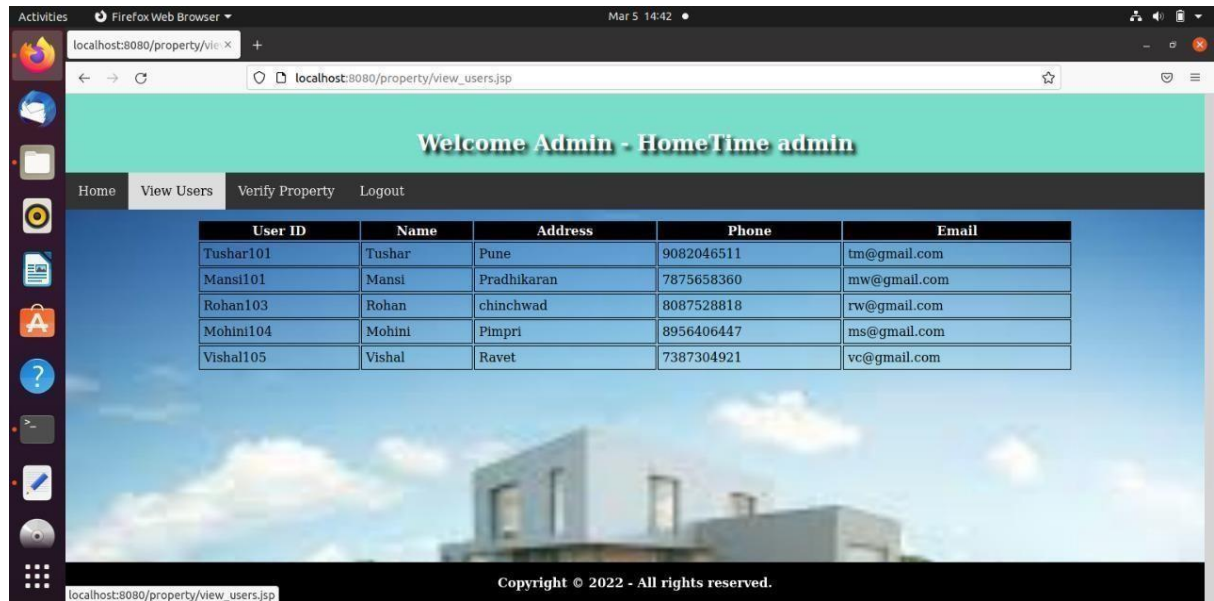 Activities Firefox Web Browser Mar 5 14:42
localhost:8080/property/vie
localhost:8080/property/view_users.jsp
Welcome Admin - HomeTime admin
Home View Users Verify Property Logout
User ID Name Address Phone Email
Tushar101 Tushar Pune 9082046511 tm@gmail.com
Mansi101 Mansi Pradhikaran 7875658360 mw@gmail.com
Rohan103 Rohan chinchwad 8087528818 rw@gmail.com
Mohini104 Mohini Pimpri 8956406447 ms@gmail.com
Vishal105 Vishal Ravet 7387304921 vc@gmail.com
Copyright © 2022 - All rights reserved.
localhost:8080/property/view_users.jsp